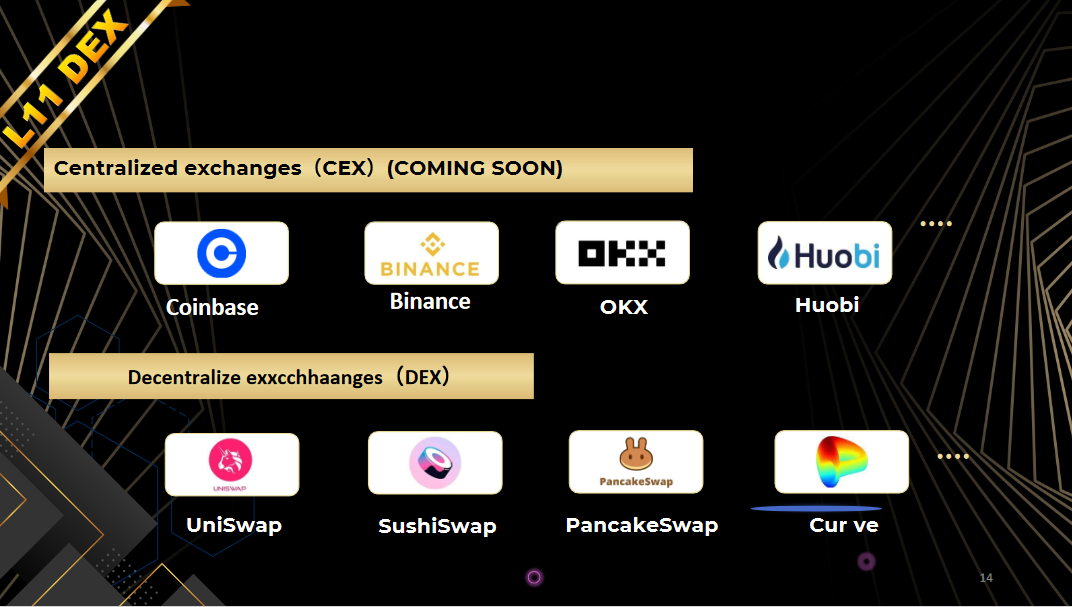 L11 DEX
Centralized exchanges（CEX）(COMING SOON)
BINANCE
OKX
Huobi
Coinbase
Binance
OKX
Huobi
Decentralize exxcchhaanges（DEX）
UNISWAP
PancakeSwap
UniSwap
SushiSwap
PancakeSwap
Cur ve
14